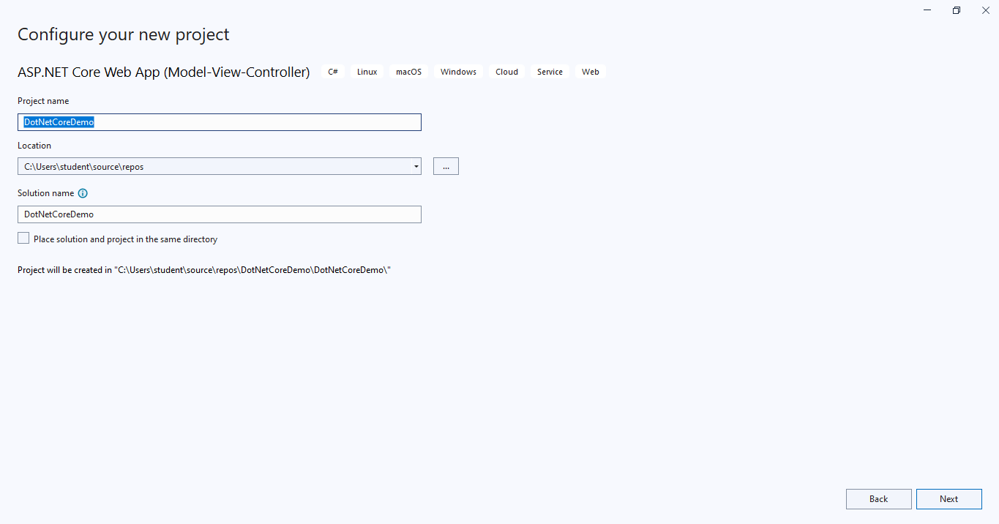 Configure your new project
ASP.NET Core Web App (Model-View-Controller) C# Linux macOS Windows Cloud Service Web
Project name
DotNetCoreDemo
Location
C:\Users\student\source\repos
...
Solution name
DotNetCoreDemo
Place solution and project in the same directory
Project will be created in "C:\Users\student\source\repos\DotNetCoreDemo\DotNetCoreDemo\"
Back Next